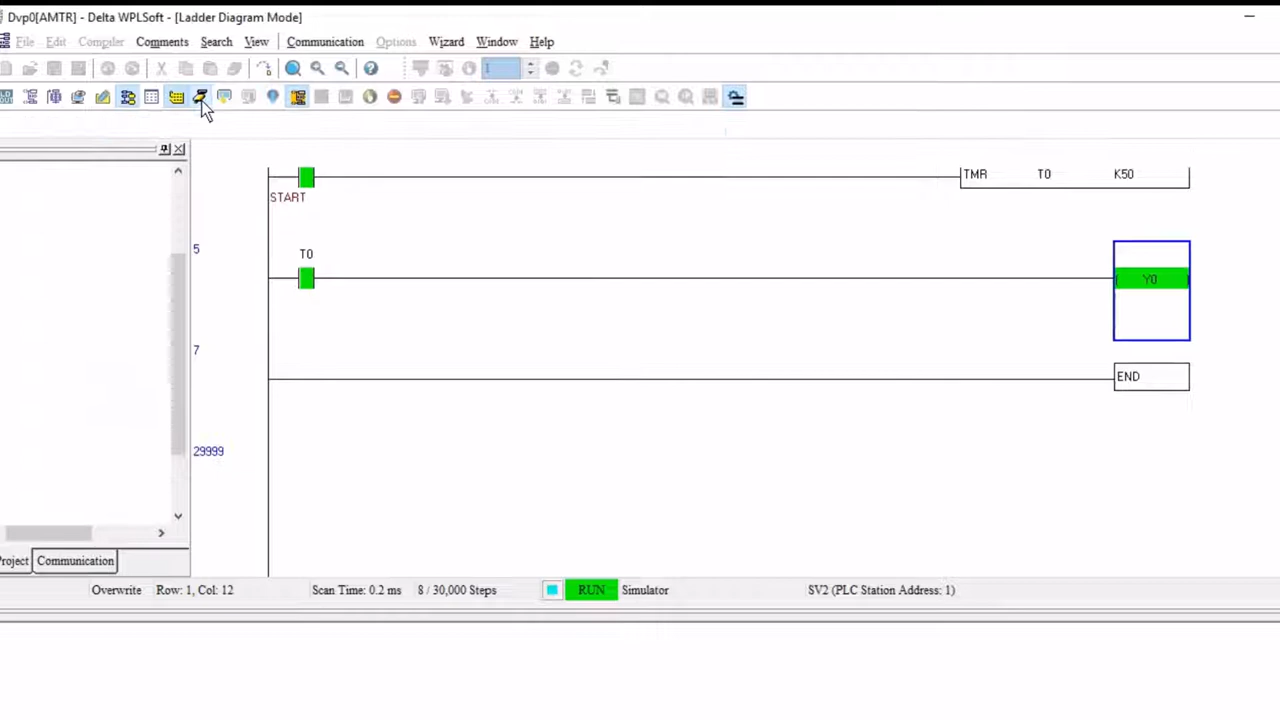 Dvp0[AMTR] - Delta WPLSoft - [Ladder Diagram Mode]
File Edit Compiler Comments Search View Communication Options Wizard Window Help
1
START
TMR T0 K50
5
T0
Y0
7
END
29999
Project Communication
Overwrite Row: 1, Col: 12 Scan Time: 0.2 ms 8 / 30,000 Steps RUN Simulator SV2 (PLC Station Address: 1)